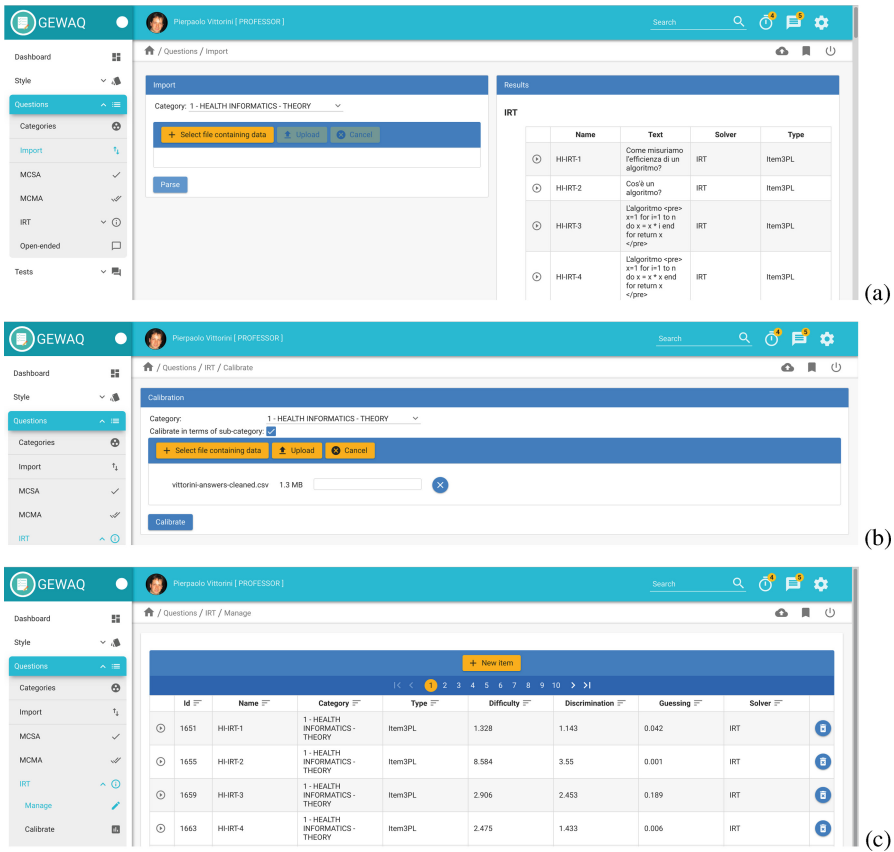 GEWAQ
Pierpaolo Vittorini [ PROFESSOR ]
Search
4
5
Dashboard
/ Questions / Import
Style
Questions
Categories
Import
MCSA
MCMA
IRT
Open-ended
Tests
Import
Category: 1 - HEALTH INFORMATICS - THEORY
+ Select file containing data
Upload
Cancel
Parse
Results
IRT
Name Text Solver Type
HI-IRT-1 Come misuriamo l'efficienza di un algoritmo? IRT Item3PL
HI-IRT-2 Cos'è un algoritmo? IRT Item3PL
HI-IRT-3 L'algoritmo <pre> x=1 for i=1 to n do x = x * i end for return x </pre> IRT Item3PL
HI-IRT-4 L'algoritmo <pre> x=1 for i=1 to n do x = x * x end for return x </pre> IRT Item3PL
(a)
GEWAQ
Pierpaolo Vittorini [ PROFESSOR ]
Search
4
5
Dashboard
/ Questions / IRT / Calibrate
Style
Questions
Categories
Import
MCSA
MCMA
IRT
Calibration
Category: 1 - HEALTH INFORMATICS - THEORY
Calibrate in terms of sub-category:
+ Select file containing data
Upload
Cancel
vittorini-answers-cleaned.csv 1.3 MB
Calibrate
(b)
GEWAQ
Pierpaolo Vittorini [ PROFESSOR ]
Search
4
5
Dashboard
/ Questions / IRT / Manage
Style
Questions
Categories
Import
MCSA
MCMA
IRT
Manage
Calibrate
+ New item
1 2 3 4 5 6 7 8 9 10
Id Name Category Type Difficulty Discrimination Guessing Solver
1651 HI-IRT-1 1 - HEALTH INFORMATICS - THEORY Item3PL 1.328 1.143 0.042 IRT
1655 HI-IRT-2 1 - HEALTH INFORMATICS - THEORY Item3PL 8.584 3.55 0.001 IRT
1659 HI-IRT-3 1 - HEALTH INFORMATICS - THEORY Item3PL 2.906 2.453 0.189 IRT
1663 HI-IRT-4 1 - HEALTH INFORMATICS - THEORY Item3PL 2.475 1.433 0.006 IRT
(c)